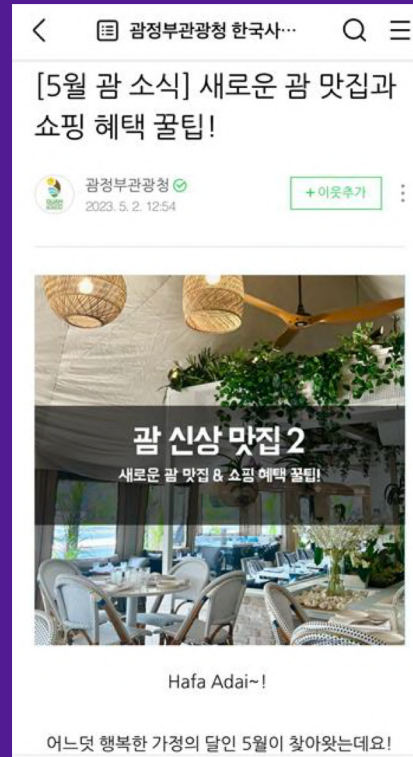 괌정부관광청 한국사…
[5월 괌 소식] 새로운 괌 맛집과
쇼핑 혜택 꿀팁!
괌정부관광청
2023. 5. 2. 12:54
+이웃추가
괌 신상 맛집 2
새로운 괌 맛집 & 쇼핑 혜택 꿀팁!
Hafa Adai~!
어느덧 행복한 가정의 달인 5월이 찾아왔는데요!